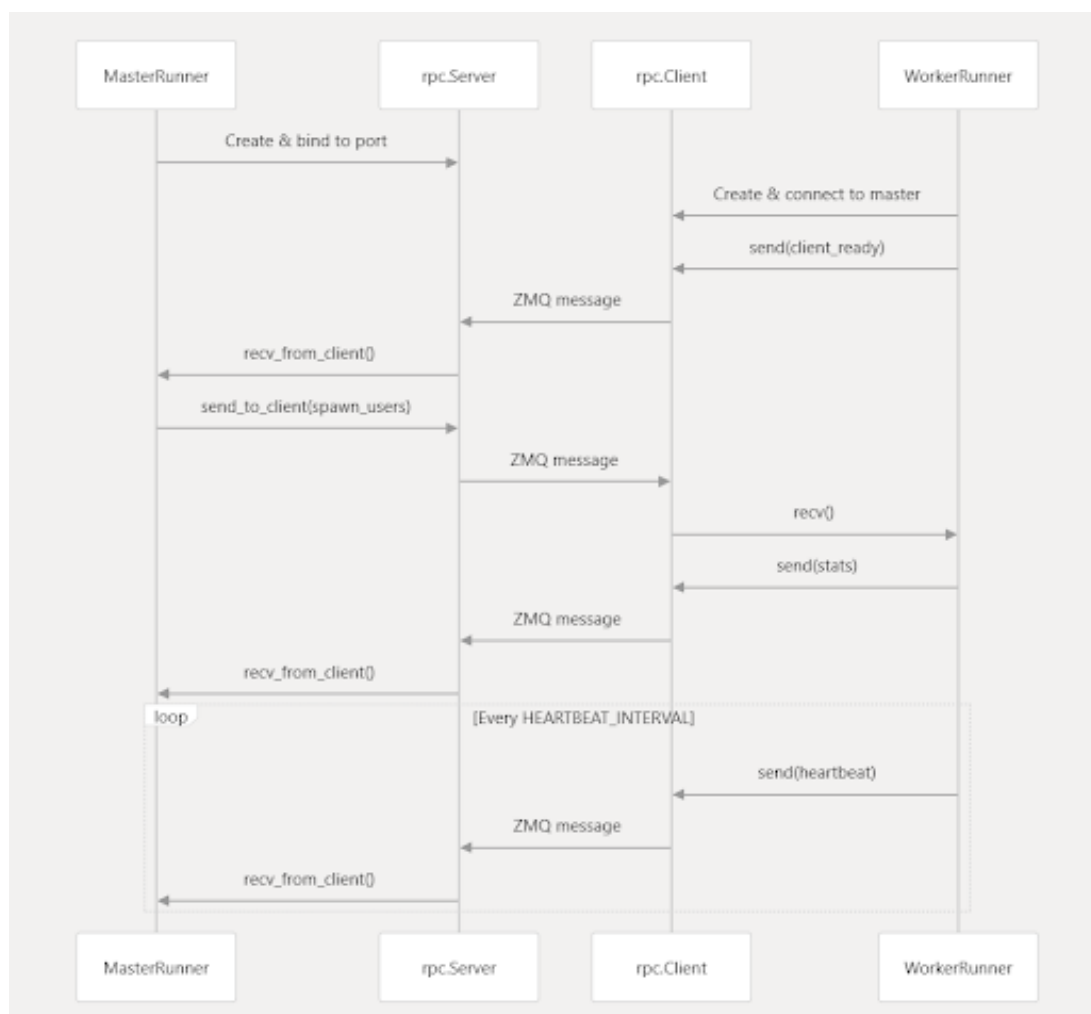 MasterRunner
rpc.Server
rpc.Client
WorkerRunner
Create & bind to port
Create & connect to master
send(client_ready)
ZMQ message
recv_from_client()
send_to_client(spawn_users)
ZMQ message
recv()
send(stats)
ZMQ message
recv_from_client()
loop
[Every HEARTBEAT_INTERVAL]
send(heartbeat)
ZMQ message
recv_from_client()
MasterRunner
rpc.Server
rpc.Client
WorkerRunner